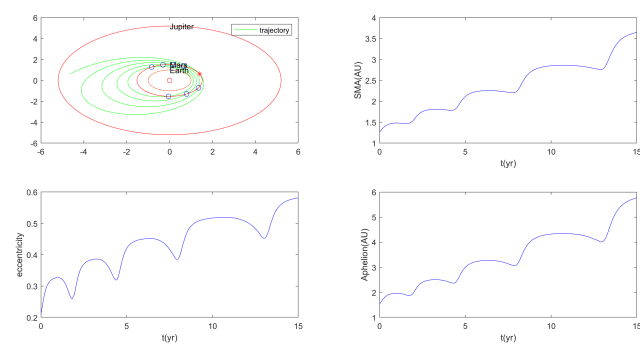 6
4
2
0
-2
-4
-6
-6 -4 -2 0 2 4 6
Jupiter
Mars
Earth
trajectory
4
3.5
3
2.5
2
1.5
1
SMA(AU)
0 5 10 15
t(yr)
0.6
0.5
0.4
0.3
0.2
eccentricity
0 5 10 15
t(yr)
6
5
4
3
2
1
Aphelion(AU)
0 5 10 15
t(yr)